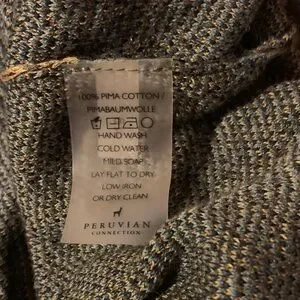 100% PIMA COTTON /
PIMABAUMWOLLE
HAND WASH
COLD WATER
MILD SOAP
LAY FLAT TO DRY
LOW IRON
OR DRY CLEAN
PERUVIAN
CONNECTION